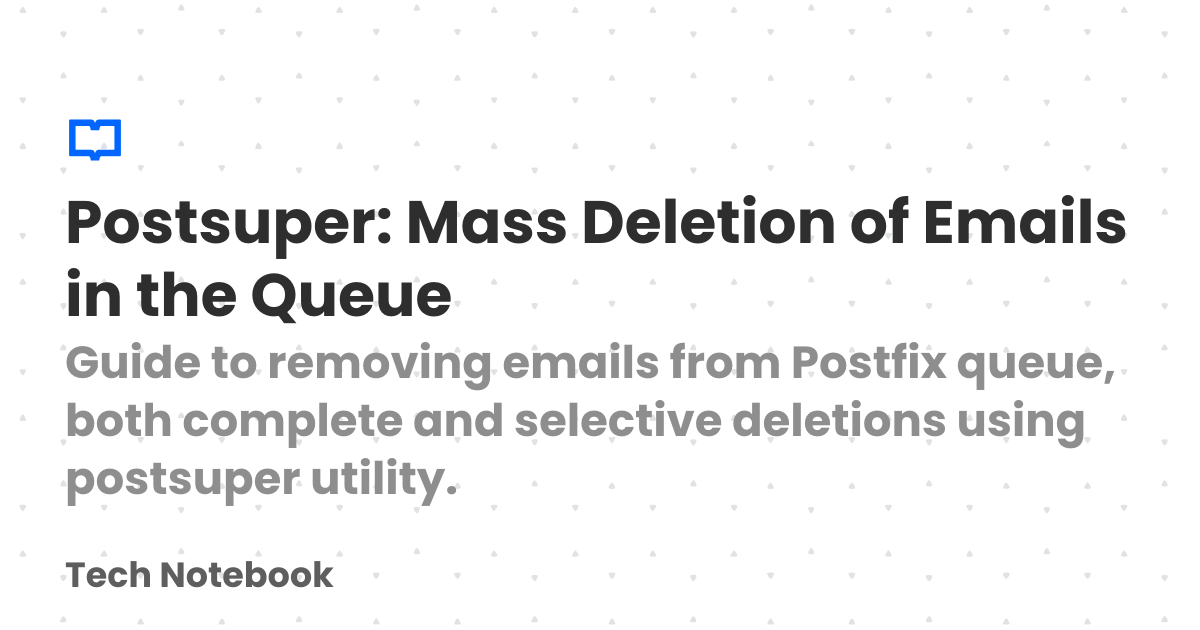 Postsuper: Mass Deletion of Emails
in the Queue
Guide to removing emails from Postfix queue,
both complete and selective deletions using
postsuper utility.
Tech Notebook